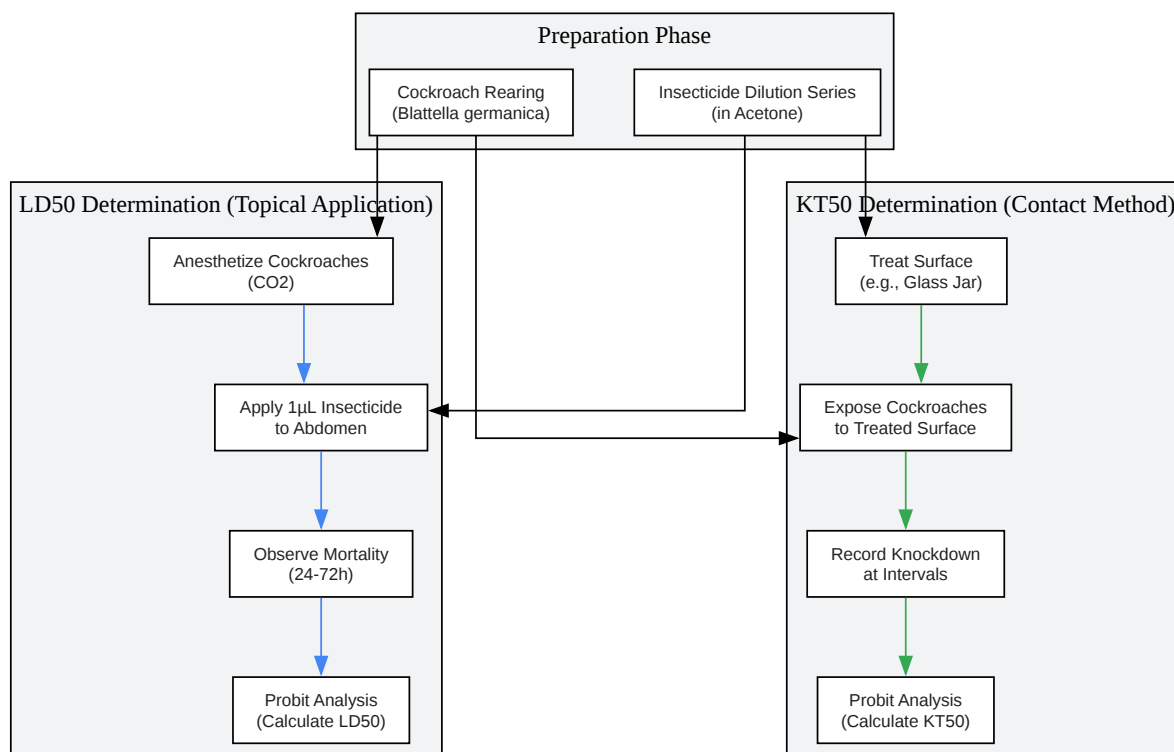 Preparation Phase
Cockroach Rearing
(Blattella germanica)
Insecticide Dilution Series
(in Acetone)
LD50 Determination (Topical Application)
Anesthetize Cockroaches
(CO2)
Apply 1µL Insecticide
to Abdomen
Observe Mortality
(24-72h)
Probit Analysis
(Calculate LD50)
KT50 Determination (Contact Method)
Treat Surface
(e.g., Glass Jar)
Expose Cockroaches
to Treated Surface
Record Knockdown
at Intervals
Probit Analysis
(Calculate KT50)